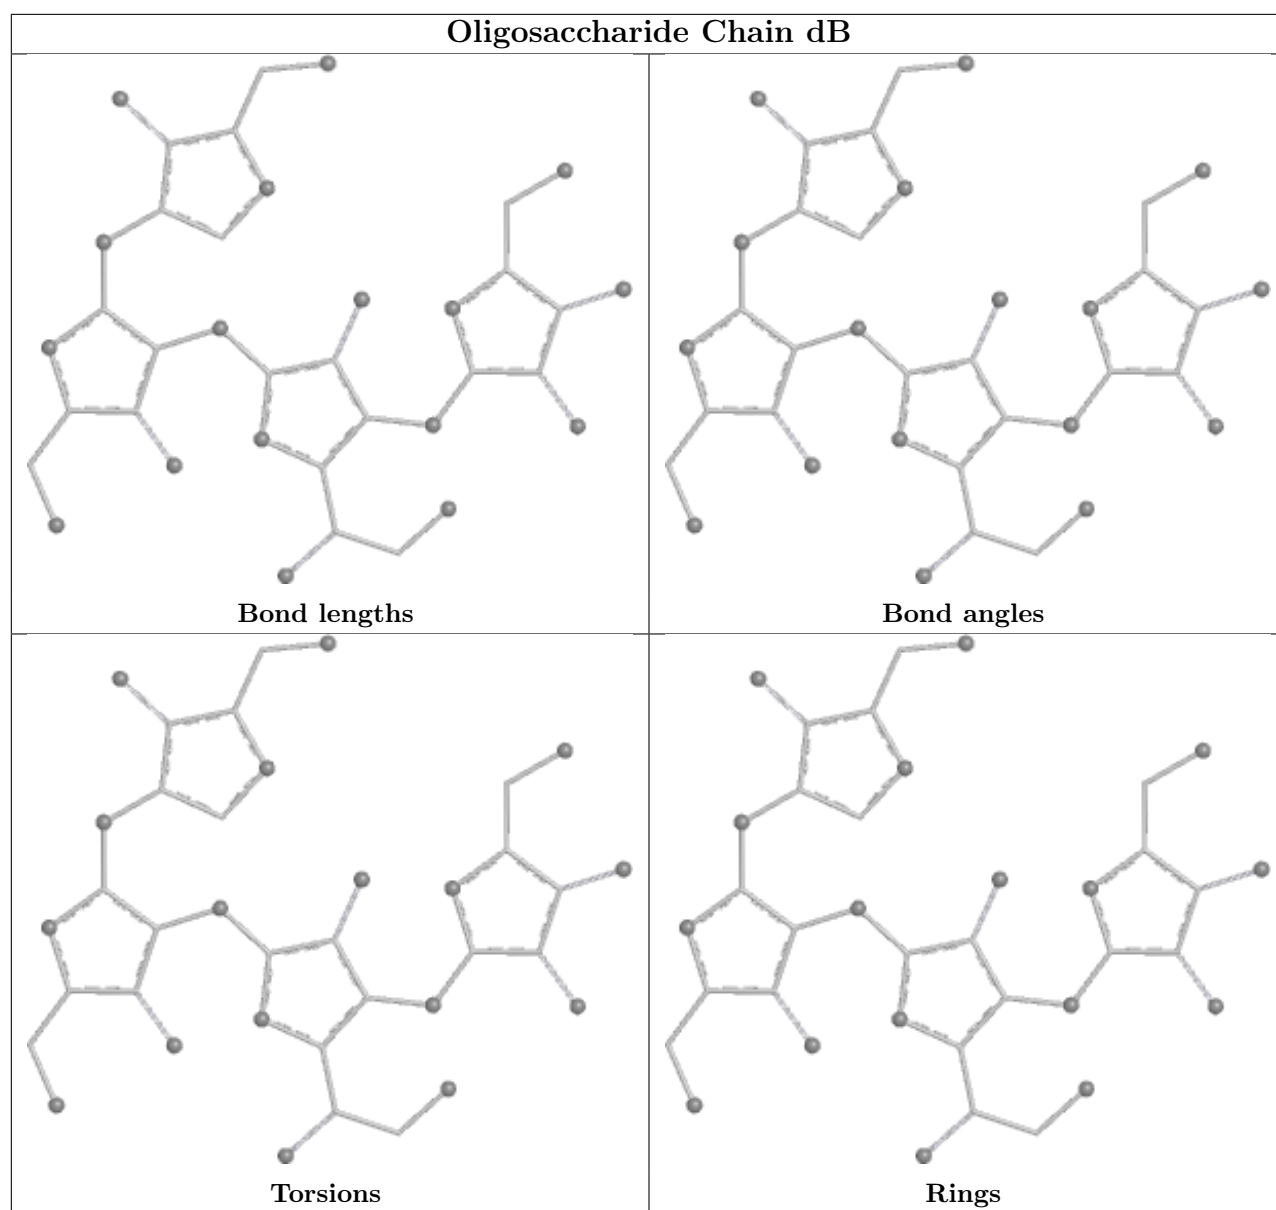 Oligosaccharide Chain dB
Bond lengths
Bond angles
Torsions
Rings